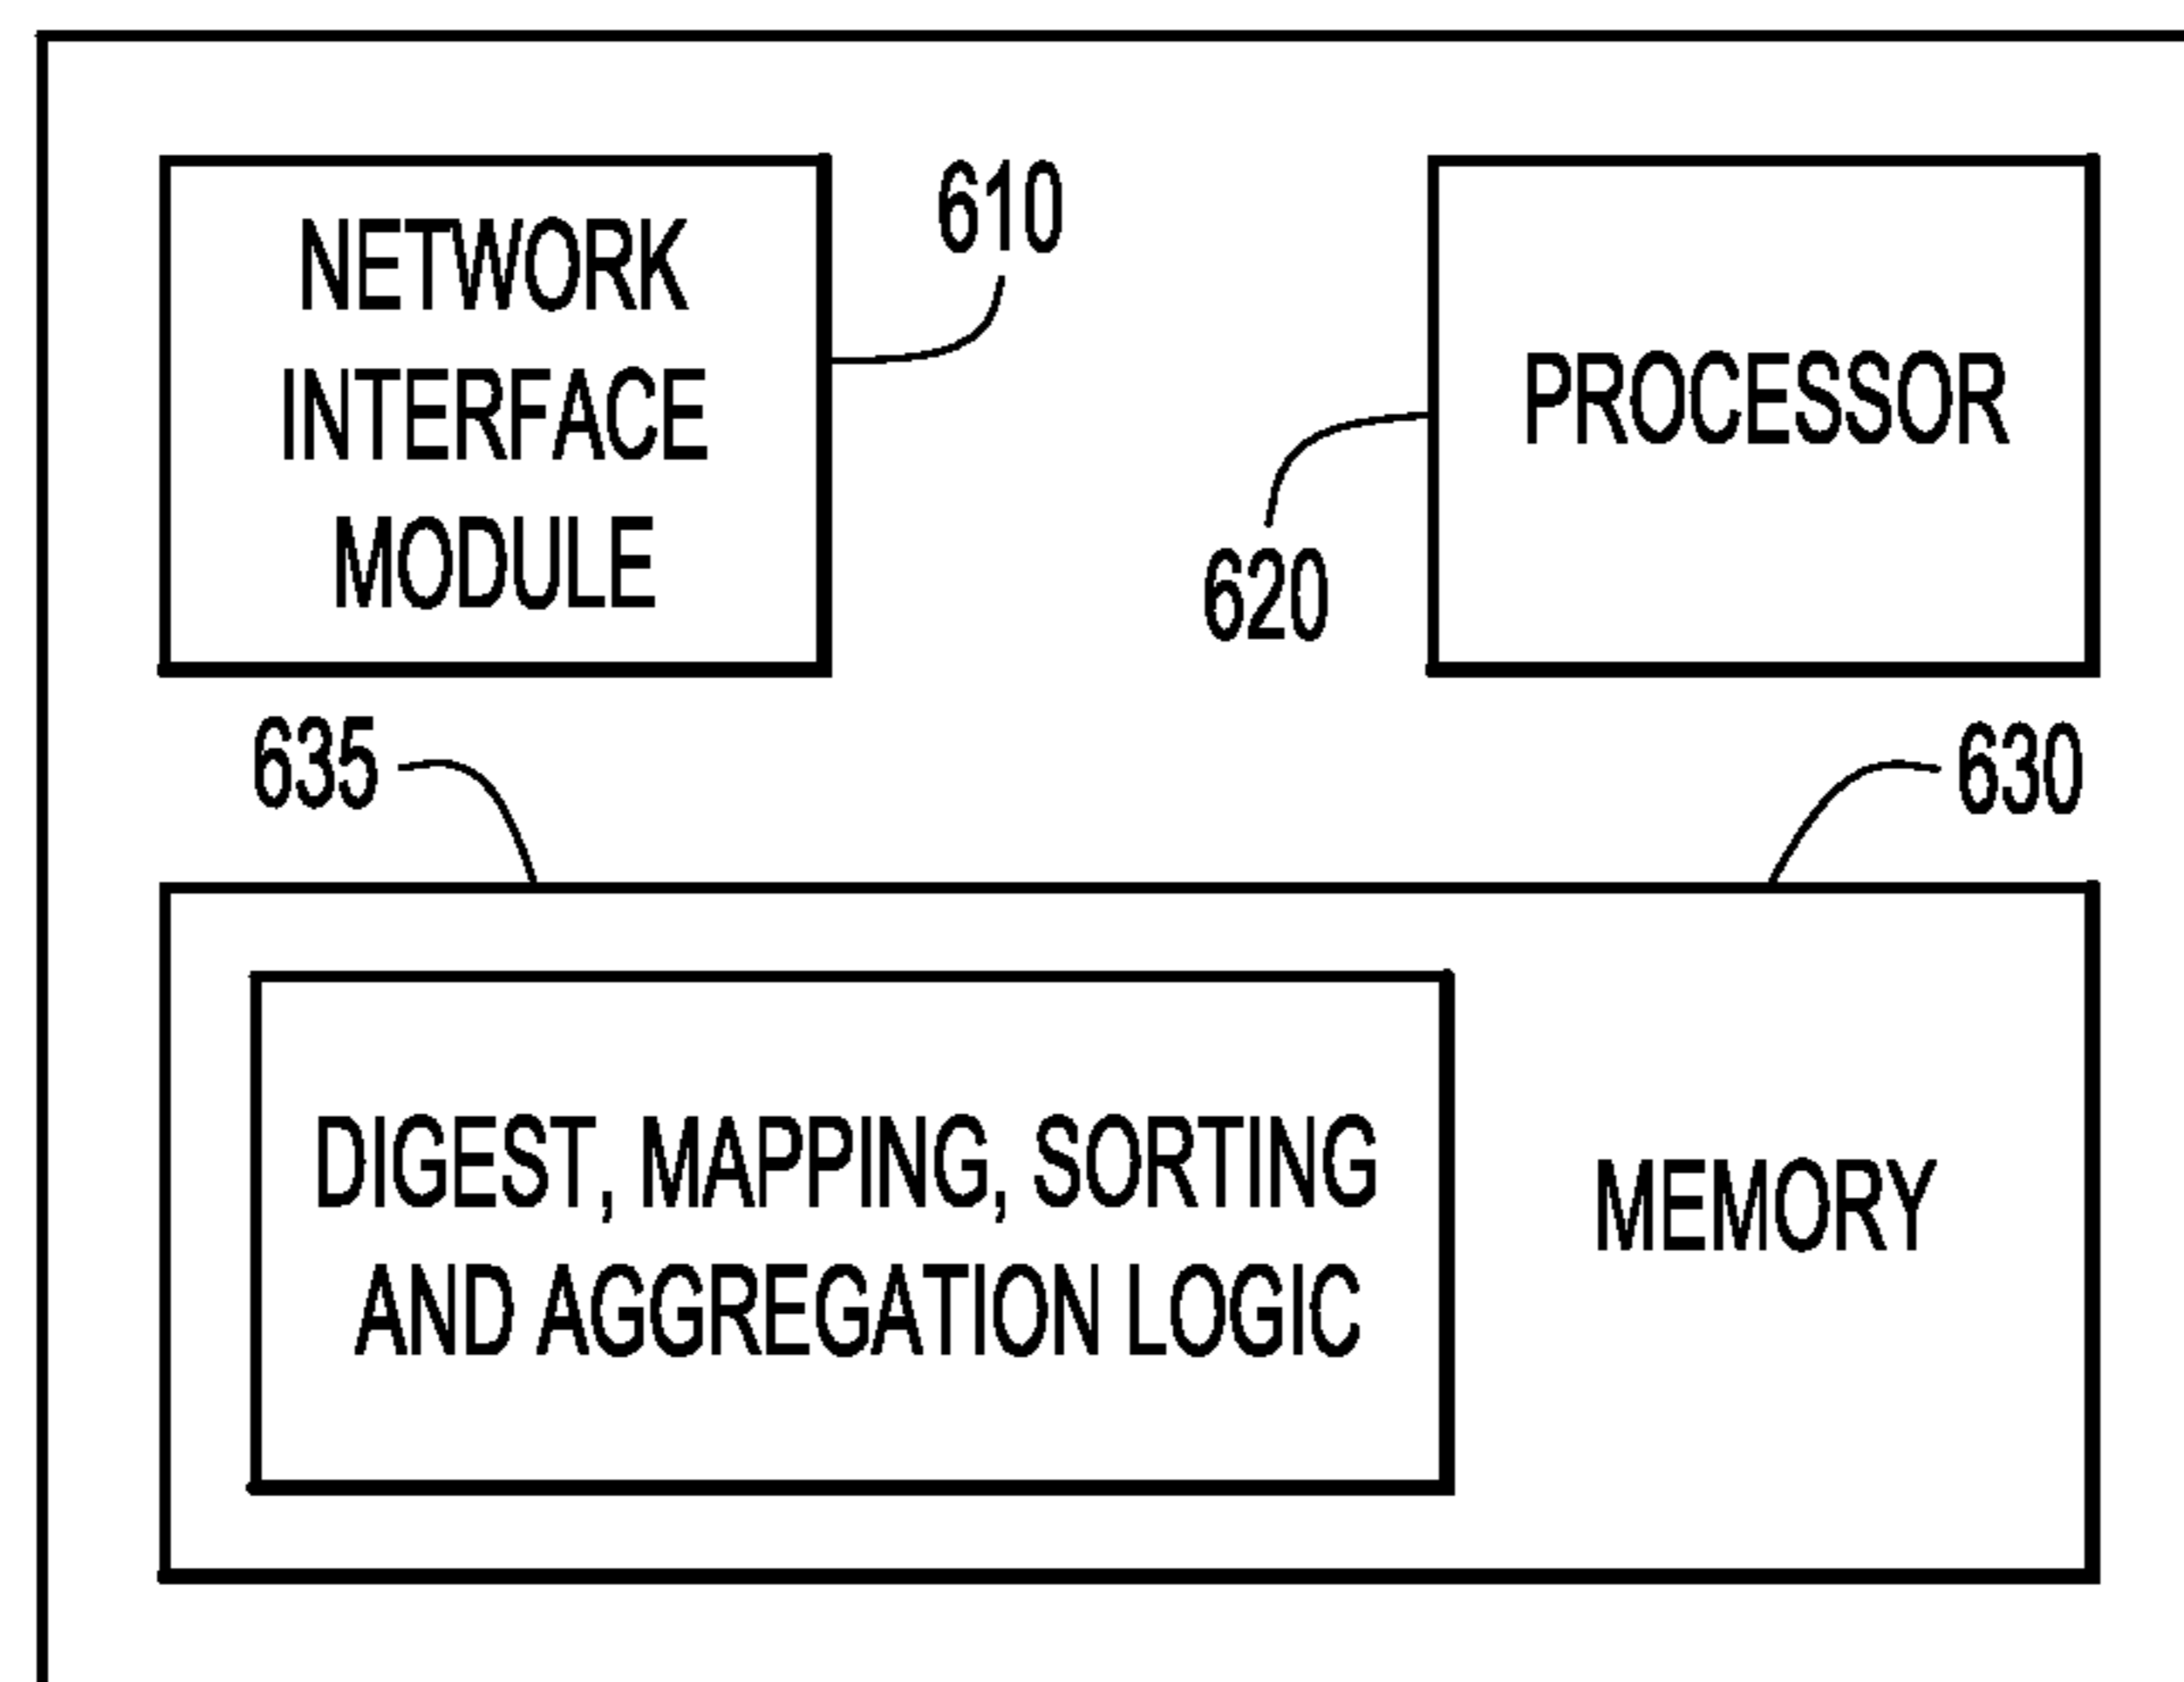 NETWORK
INTERFACE
MODULE
610
PROCESSOR
620
635
630
DIGEST, MAPPING, SORTING
AND AGGREGATION LOGIC
MEMORY